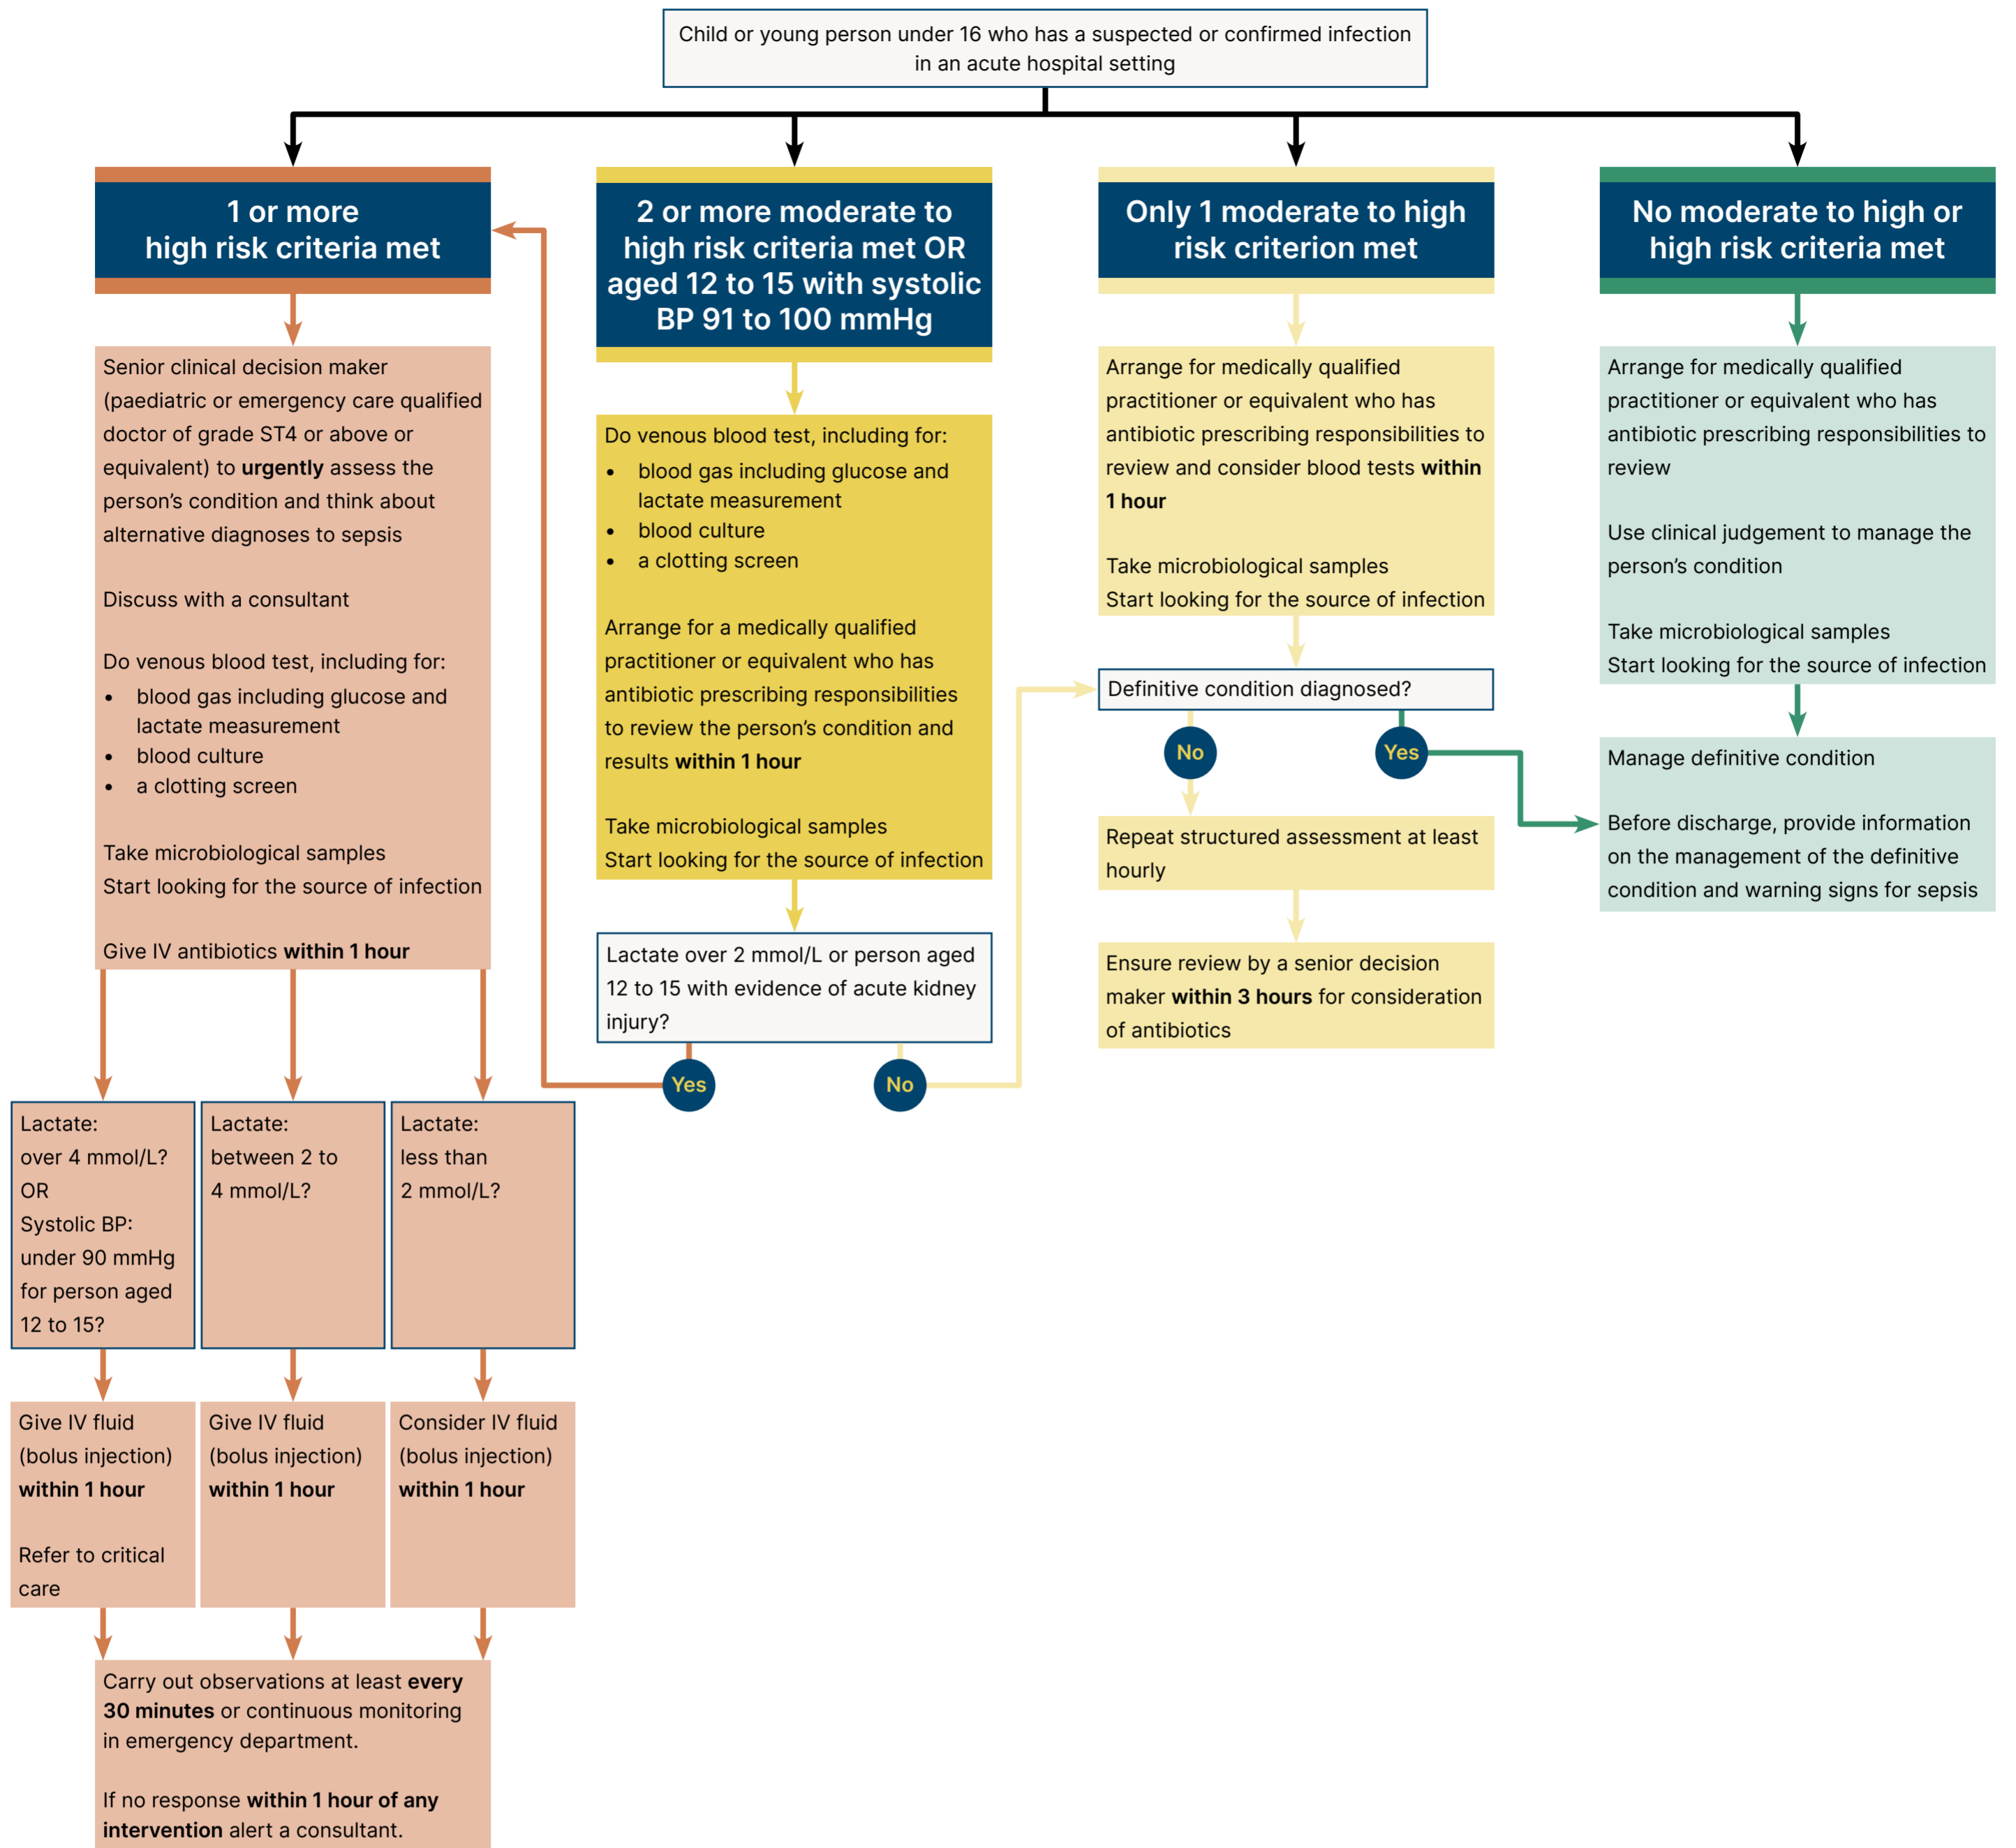 Child or young person under 16 who has a suspected or confirmed infection
in an acute hospital setting
1 or more
high risk criteria met
Senior clinical decision maker
(paediatric or emergency care qualified
doctor of grade ST4 or above or
equivalent) to urgently assess the
person’s condition and think about
alternative diagnoses to sepsis
Discuss with a consultant
Do venous blood test, including for:
• blood gas including glucose and
lactate measurement
• blood culture
• a clotting screen
Take microbiological samples
Start looking for the source of infection
Give IV antibiotics within 1 hour
Lactate:
over 4 mmol/L?
OR
Systolic BP:
under 90 mmHg
for person aged
12 to 15?
Give IV fluid
(bolus injection)
within 1 hour
Refer to critical
care
Lactate:
between 2 to
4 mmol/L?
Give IV fluid
(bolus injection)
within 1 hour
Lactate:
less than
2 mmol/L?
Consider IV fluid
(bolus injection)
within 1 hour
Carry out observations at least every
30 minutes or continuous monitoring
in emergency department.
If no response within 1 hour of any
intervention alert a consultant.
2 or more moderate to
high risk criteria met OR
aged 12 to 15 with systolic
BP 91 to 100 mmHg
Do venous blood test, including for:
• blood gas including glucose and
lactate measurement
• blood culture
• a clotting screen
Arrange for a medically qualified
practitioner or equivalent who has
antibiotic prescribing responsibilities
to review the person’s condition and
results within 1 hour
Take microbiological samples
Start looking for the source of infection
Lactate over 2 mmol/L or person aged
12 to 15 with evidence of acute kidney
injury?
Yes
No
Only 1 moderate to high
risk criterion met
Arrange for medically qualified
practitioner or equivalent who has
antibiotic prescribing responsibilities to
review and consider blood tests within
1 hour
Take microbiological samples
Start looking for the source of infection
Definitive condition diagnosed?
No
Yes
Repeat structured assessment at least
hourly
Ensure review by a senior decision
maker within 3 hours for consideration
of antibiotics
No moderate to high or
high risk criteria met
Arrange for medically qualified
practitioner or equivalent who has
antibiotic prescribing responsibilities to
review
Use clinical judgement to manage the
person’s condition
Take microbiological samples
Start looking for the source of infection
Manage definitive condition
Before discharge, provide information
on the management of the definitive
condition and warning signs for sepsis